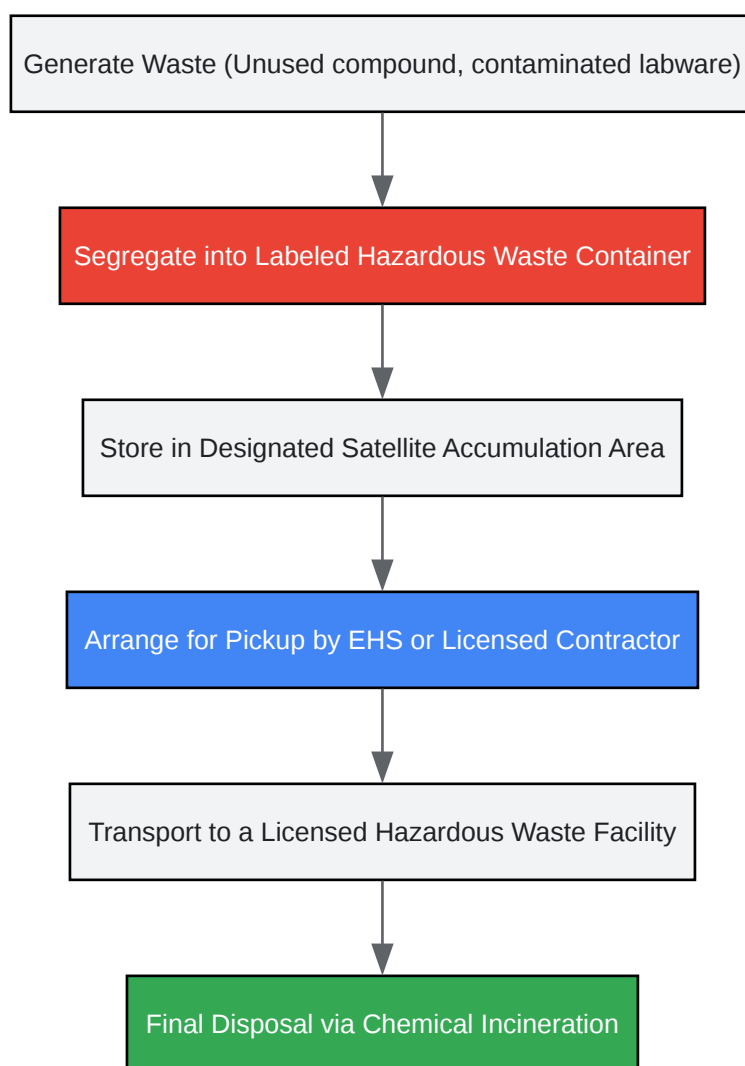 Generate Waste (Unused compound, contaminated labware)
Segregate into Labeled Hazardous Waste Container
Store in Designated Satellite Accumulation Area
Arrange for Pickup by EHS or Licensed Contractor
Transport to a Licensed Hazardous Waste Facility
Final Disposal via Chemical Incineration